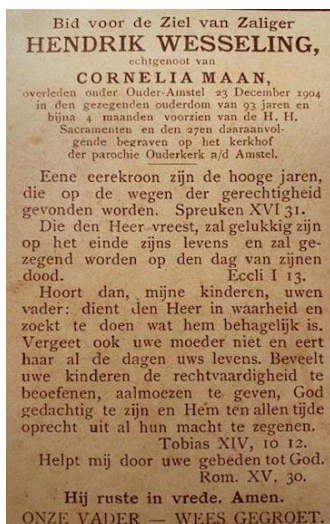 Bid voor de Ziel van Zaliger
HENDRIK WESSELING,
echtgenoot van
CORNELIA MAAN,
overleden onder Ouder-Amstel 23 December 1904
in den gezegenden ouderdom van 93 jaren en
bijna 4 maanden voorzien van de H. H.
Sacramenten en den 27en daaraanvol-
gende begraven op het kerkhof
der parochie Ouderkerk a/d Amstel.
Eene eerekroon zijn de hooge jaren,
die op de wegen der gerechtigheid
gevonden worden. Spreuken XVI 31.
Die den Heer vreest, zal gelukkig zijn
op het einde zijns levens en zal ge-
zegend worden op den dag van zijnen
dood. Eccli I 13.
Hoort dan, mijne kinderen, uwen
vader: dient den Heer in waarheid en
zoekt te doen wat hem behagelijk is.
Vergeet ook uwe moeder niet en eert
haar al de dagen uws levens. Beveelt
uwe kinderen de rechtvaardigheid te
beoefenen, aalmoezen te geven, God
gedachtig te zijn en Hem ten allen tijde
oprecht uit al hun macht te zegenen.
Tobias XIV, 10 12.
Helpt mij door uwe gebeden tot God.
Rom. XV, 30.
Hij ruste in vrede. Amen.
ONZE VADER — WEES GEGROET.